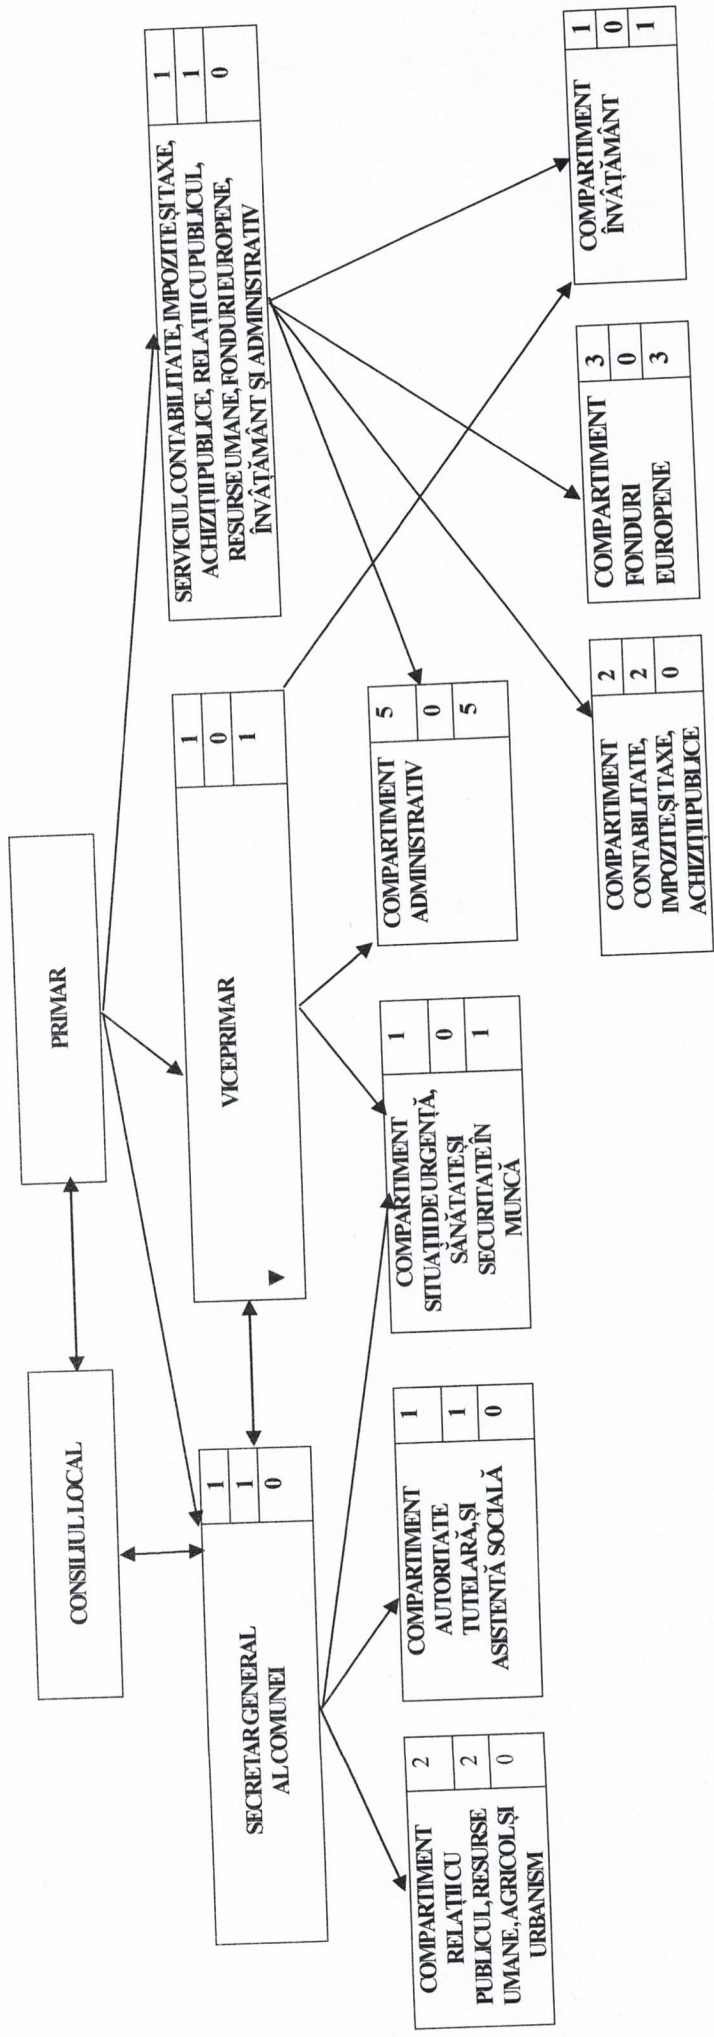 CONSILIUL LOCAL
PRIMAR
SECRETAR GENERAL
AL COMUNEI
1
1
0
VICEPRIMAR
1
0
1
SERVICIUL CONTABILITATE, IMPOZITE ȘI TAXE,
ACHIZIȚII PUBLICE, RELAȚII CU PUBLICUL,
RESURSE UMANE, FONDURI EUROPENE,
ÎNVĂȚĂMÂNT ȘI ADMINISTRATIV
1
1
0
COMPARTIMENT
RELAȚII CU
PUBLICUL, RESURSE
UMANE, AGRICOL ȘI
URBANISM
2
2
0
COMPARTIMENT
AUTORITATE
TUTELARĂ, ȘI
ASISTENTĂ SOCIALĂ
1
1
0
COMPARTIMENT
SITUAȚII DE URGENȚĂ,
SĂNĂTATE ȘI
SECURITATE ÎN
MUNCĂ
1
0
1
COMPARTIMENT
ADMINISTRATIV
5
0
5
COMPARTIMENT
CONTABILITATE,
IMPOZITE ȘI TAXE,
ACHIZIȚII PUBLICE
2
2
0
COMPARTIMENT
FONDURI
EUROPENE
3
0
3
COMPARTIMENT
ÎNVĂȚĂMÂNT
1
0
1